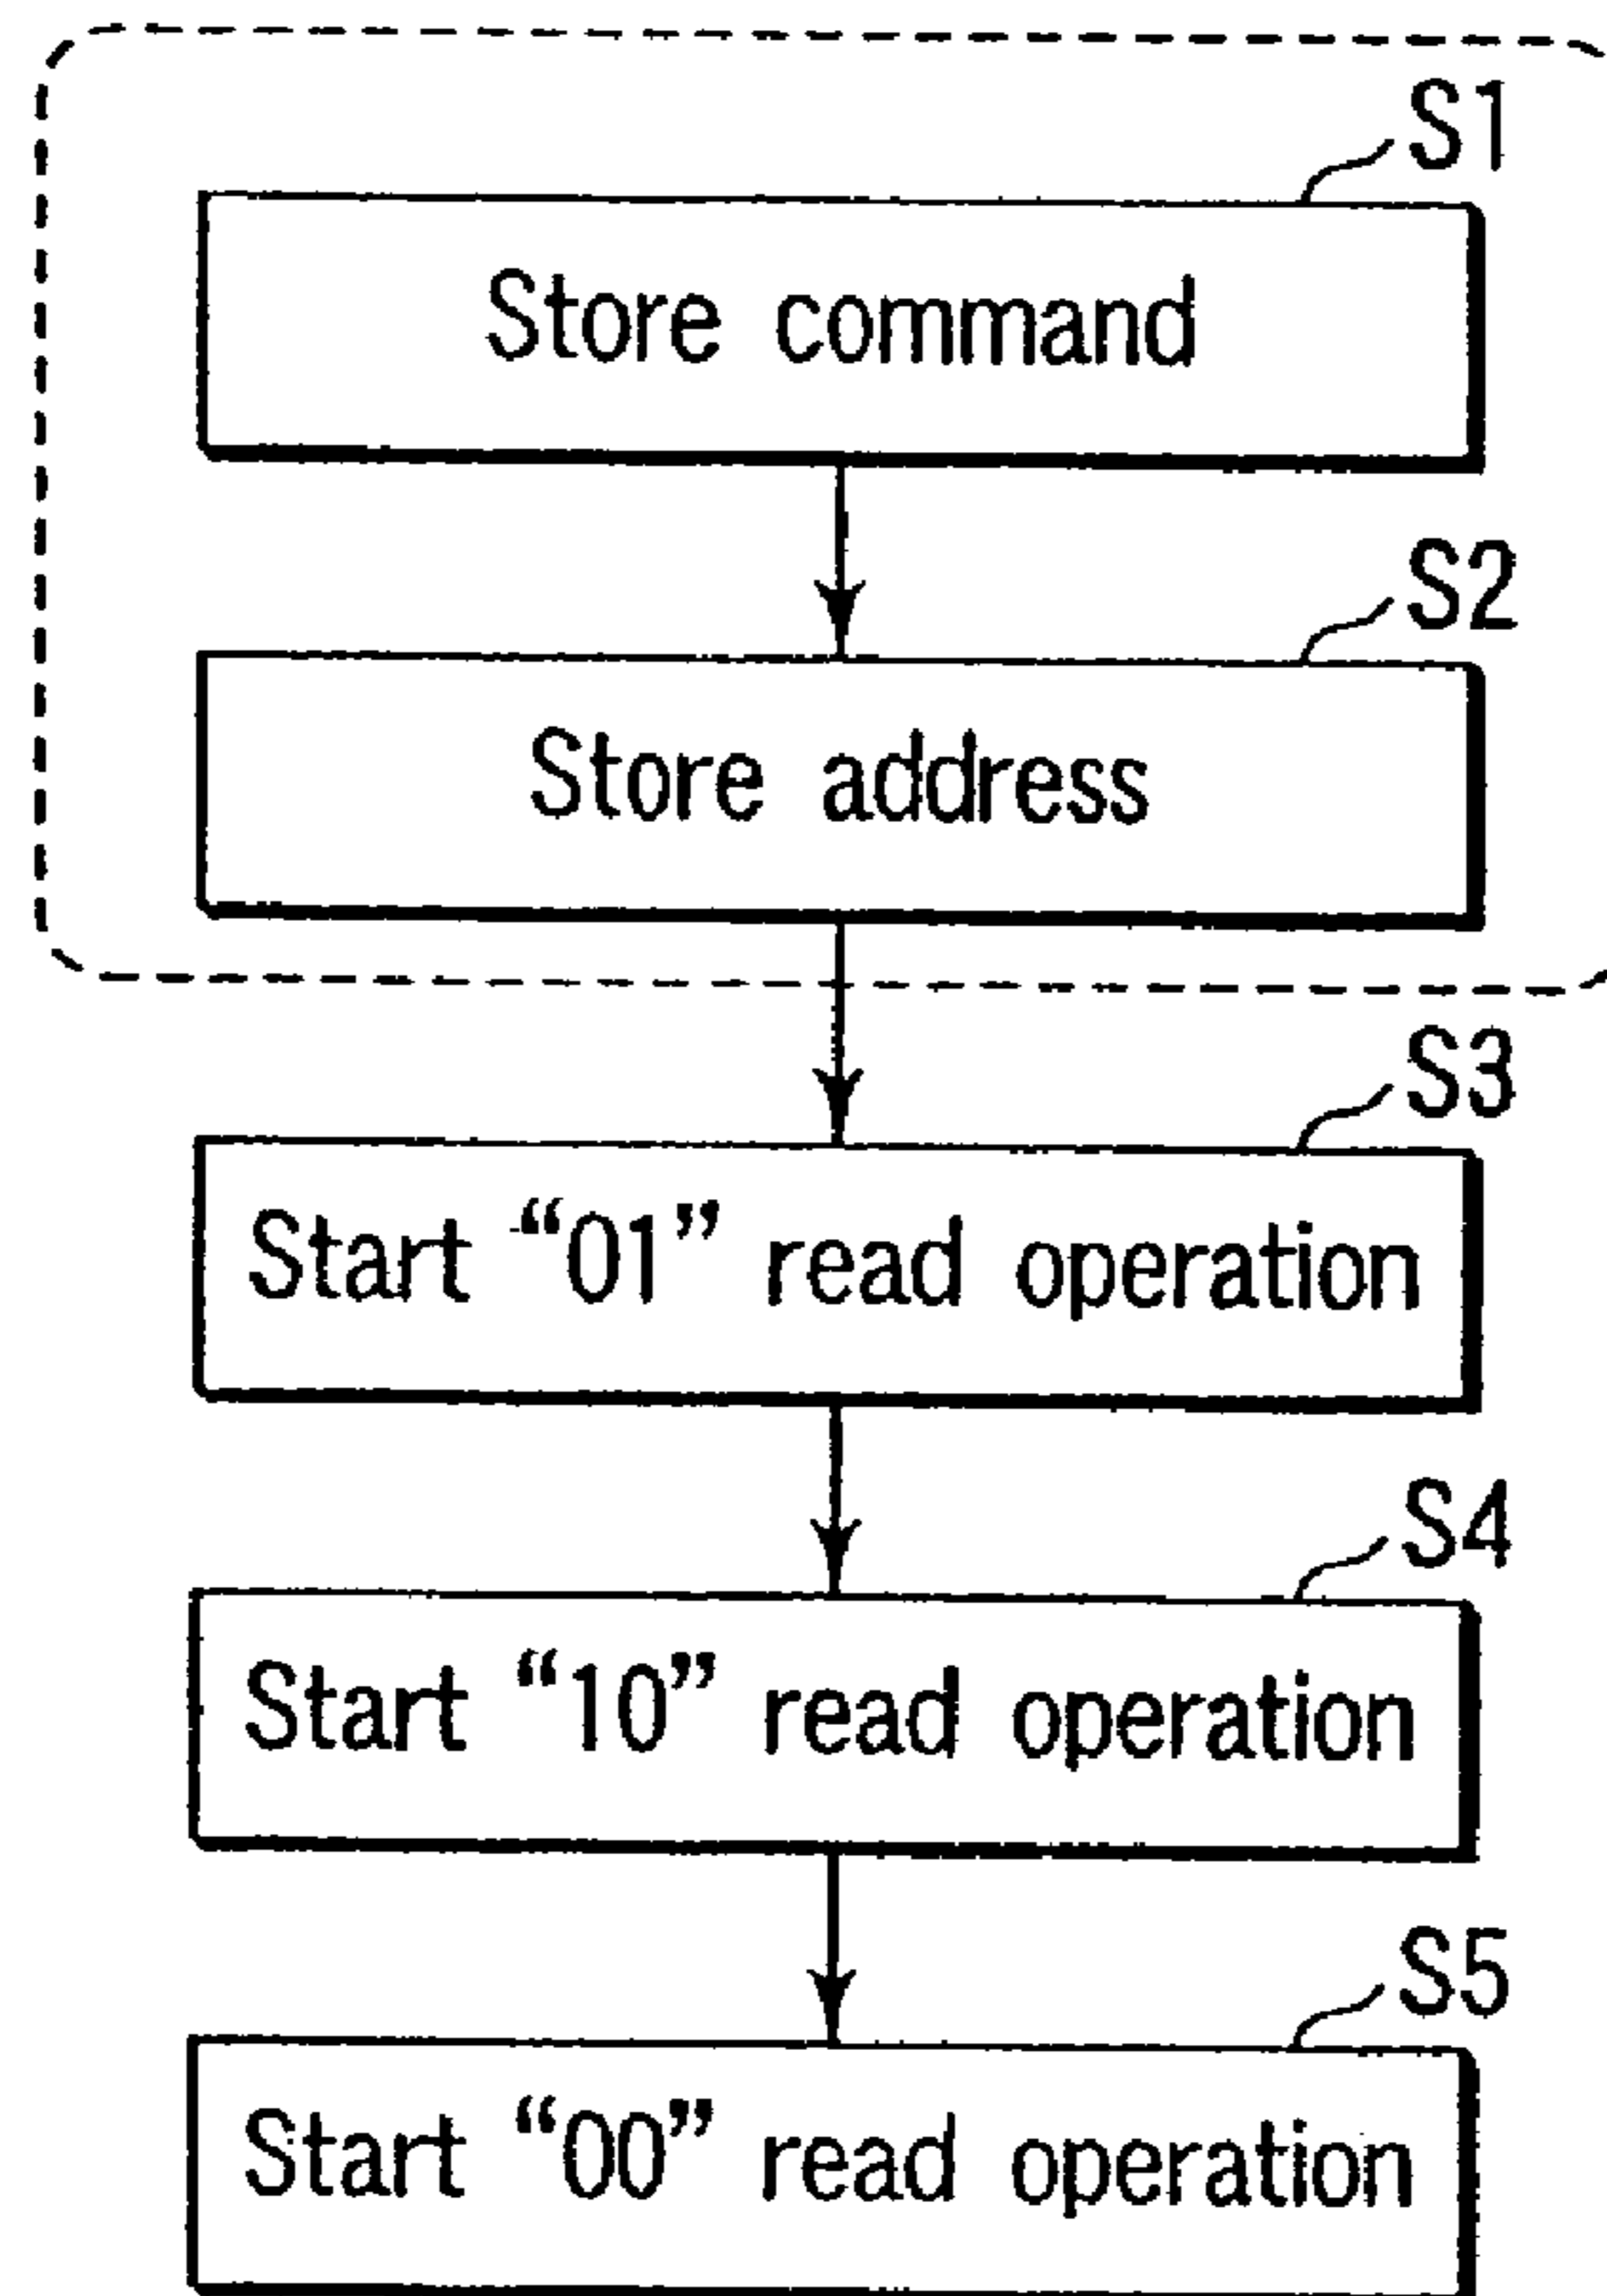 S1
Store command
S2
Store address
S3
Start “01” read operation
S4
Start “10” read operation
S5
Start “00” read operation